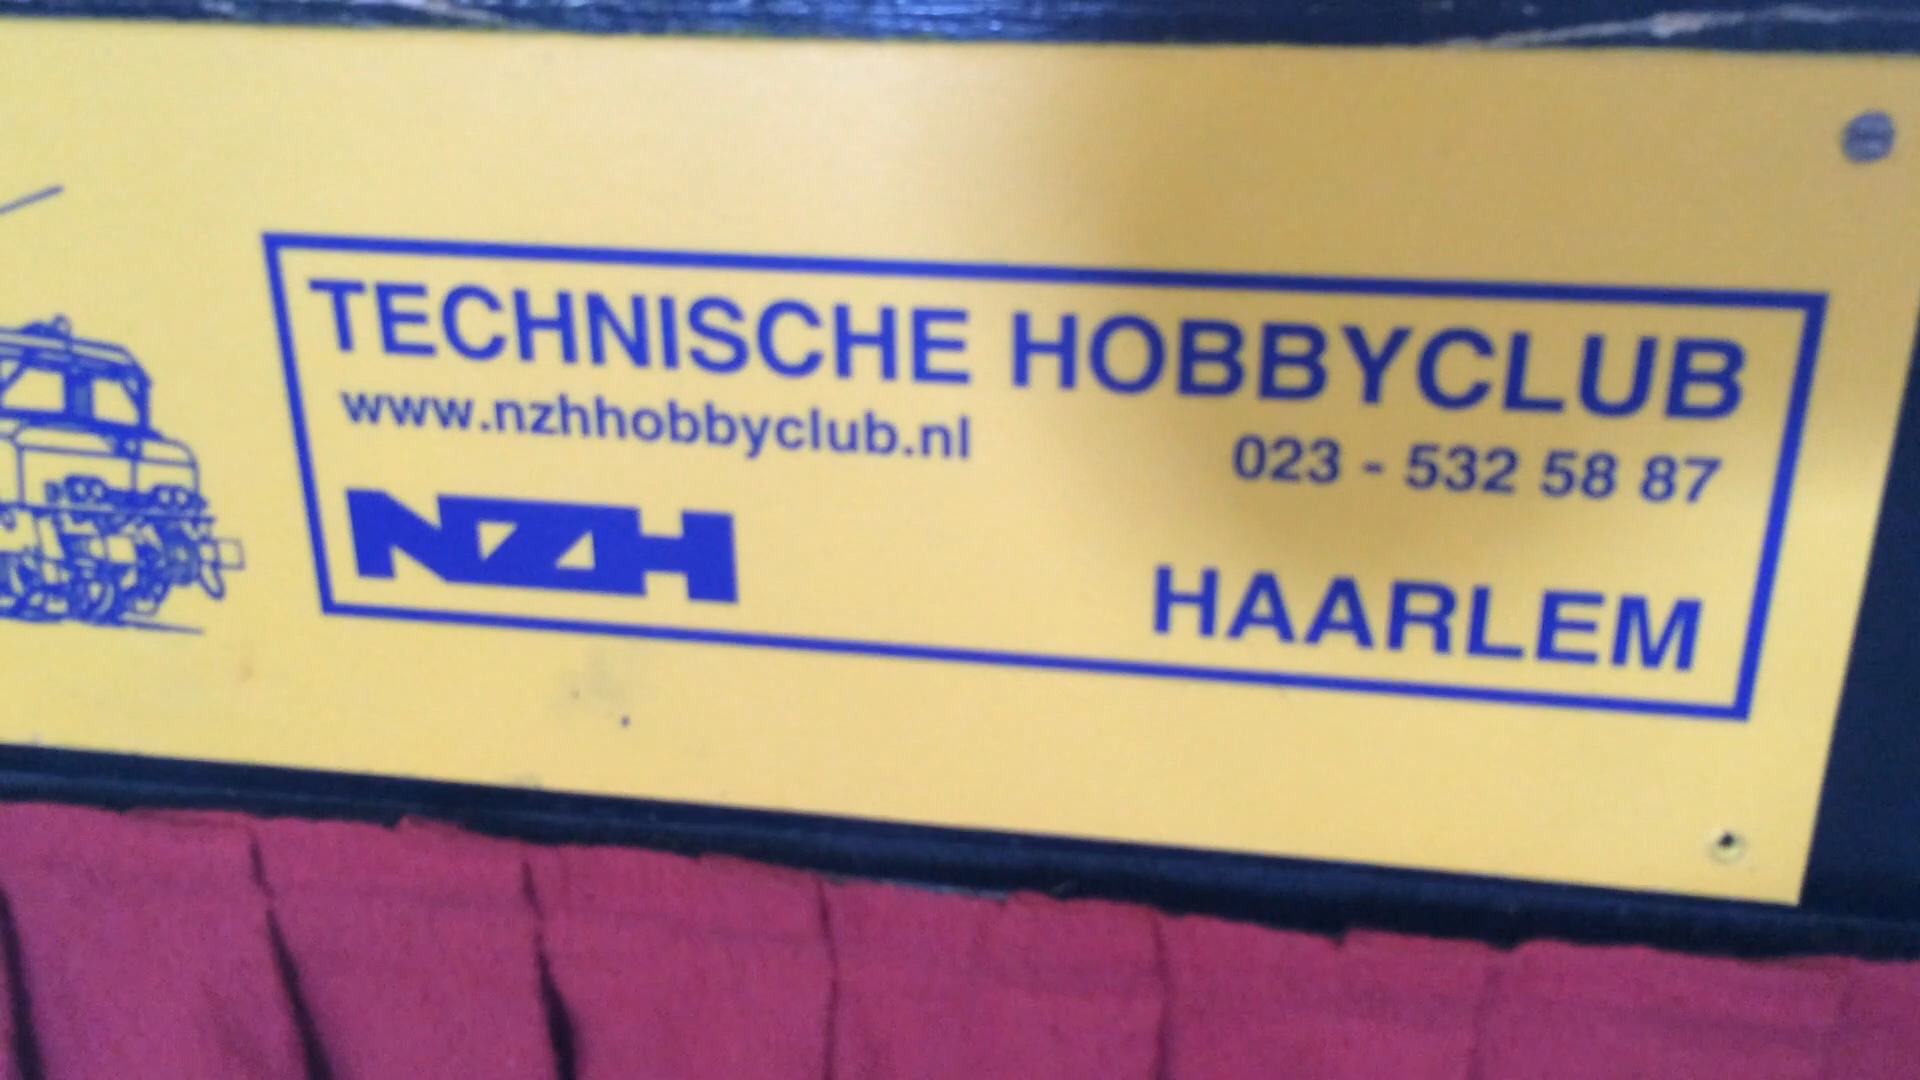 TECHNISCHE HOBBYCLUB
www.nzhhobbyclub.nl
023 - 532 58 87
NZH
HAARLEM